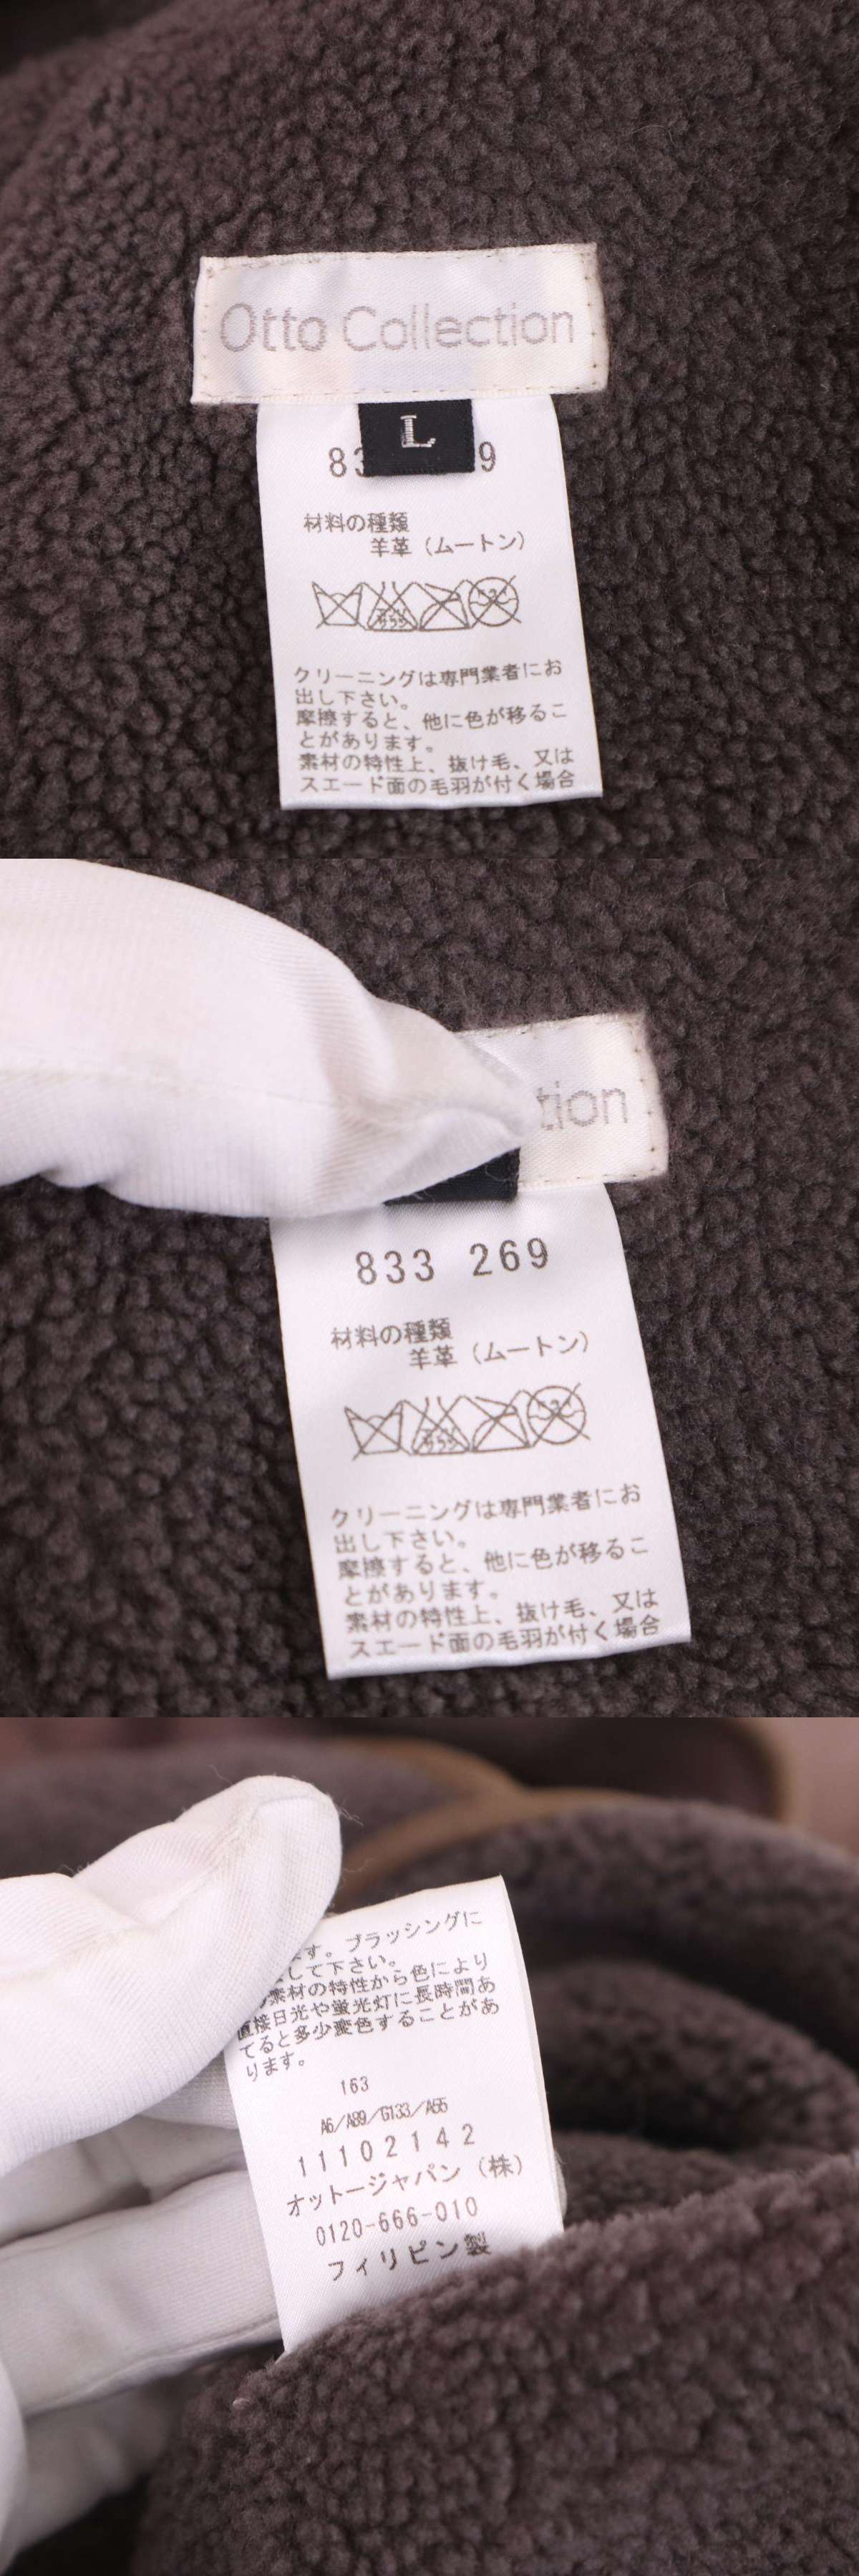 Otto Collection
L
83 9
材料の種類
羊革（ムートン）
クリーニングは専門業者にお
出し下さい。
摩擦すると、他に色が移るこ
とがあります。
素材の特性上、抜け毛、又は
スエード面の毛羽が付く場合
tion
833 269
材料の種類
羊革（ムートン）
クリーニングは専門業者にお
出し下さい。
摩擦すると、他に色が移るこ
とがあります。
素材の特性上、抜け毛、又は
スエード面の毛羽が付く場合
す。ブラッシングに
して下さい。
素材の特性から色により
直接日光や蛍光灯に長時間あ
てると多少変色することがあ
ります。
163
A6/A89/G133/A55
11102142
オットージャパン（株）
0120-666-010
フィリピン製